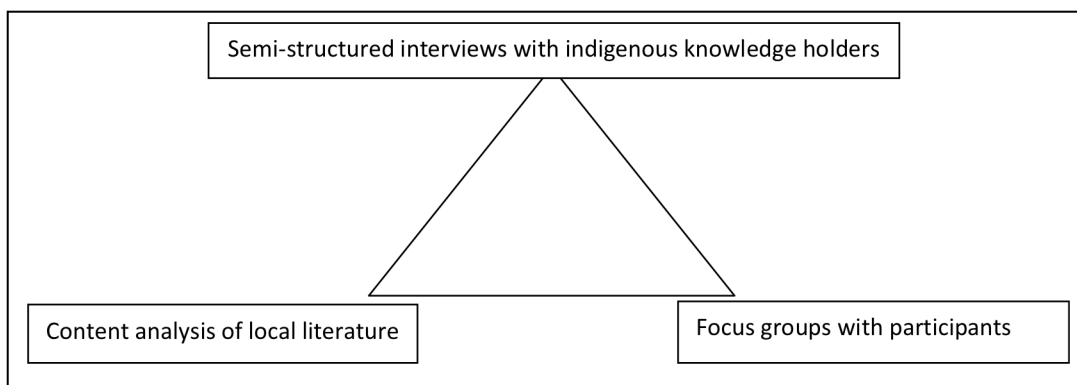 Semi-structured interviews with indigenous knowledge holders
Content analysis of local literature
Focus groups with participants